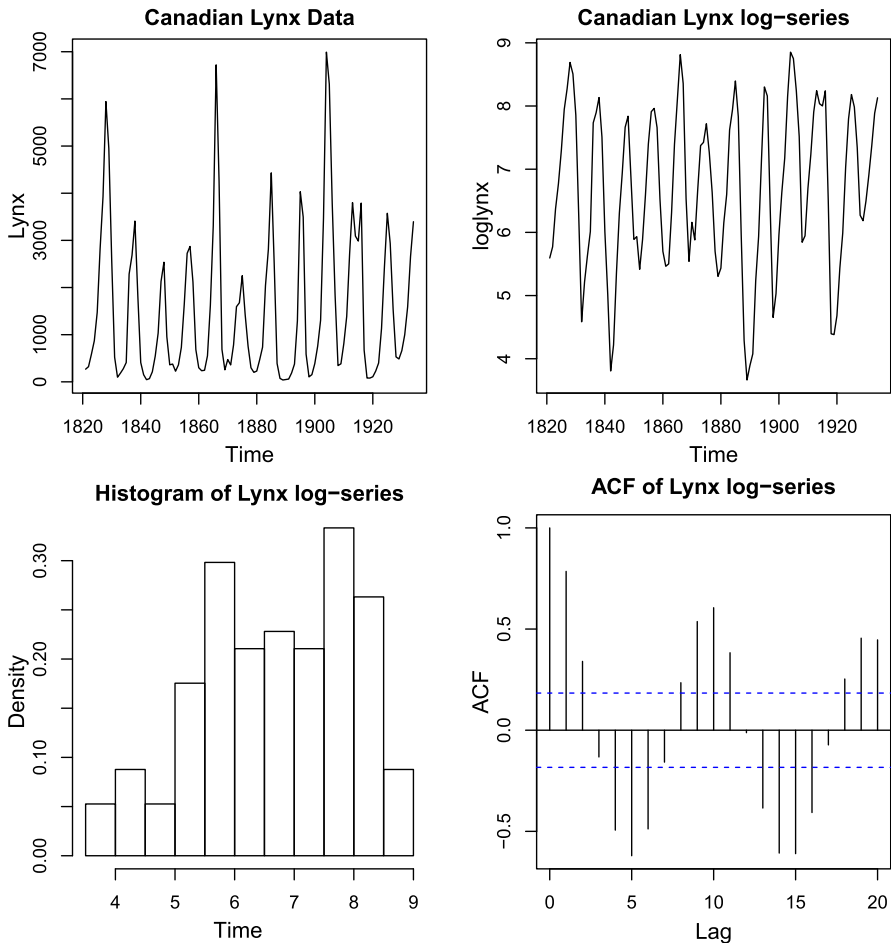 Canadian Lynx Data
Lynx
7000
5000
3000
1000
0
1820 1840 1860 1880 1900 1920
Time
Canadian Lynx log−series
loglynx
9
8
7
6
5
4
1820 1840 1860 1880 1900 1920
Time
Histogram of Lynx log−series
Density
0.30
0.20
0.10
0.00
4 5 6 7 8 9
Time
ACF of Lynx log−series
ACF
1.0
0.5
0.0
−0.5
0 5 10 15 20
Lag